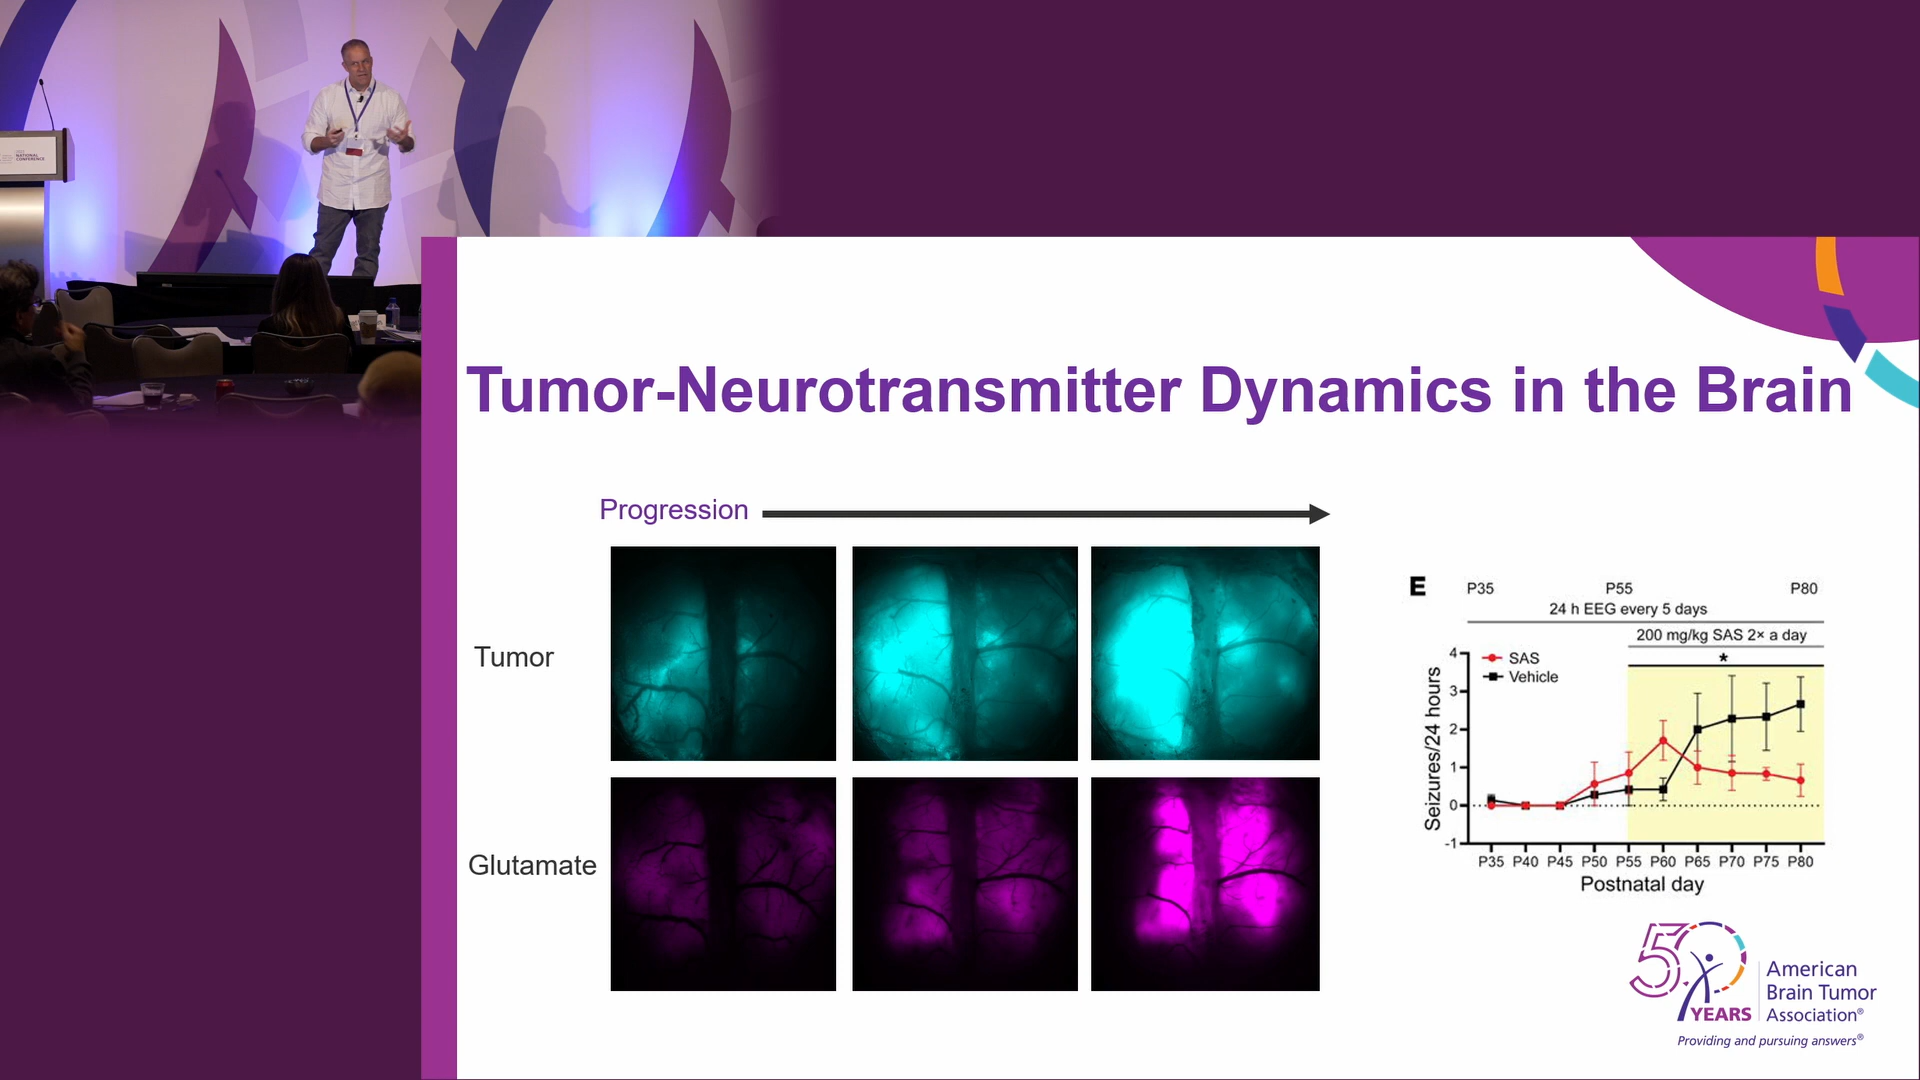 NATIONAL
CONFERENCE
Tumor-Neurotransmitter Dynamics in the Brain
Progression
Tumor
Glutamate
E
P35 P55 P80
24 h EEG every 5 days
200 mg/kg SAS 2× a day
*
SAS
Vehicle
Seizures/24 hours
4
3
2
1
0
-1
P35 P40 P45 P50 P55 P60 P65 P70 P75 P80
Postnatal day
50
YEARS
American
Brain Tumor
Association®
Providing and pursuing answers®